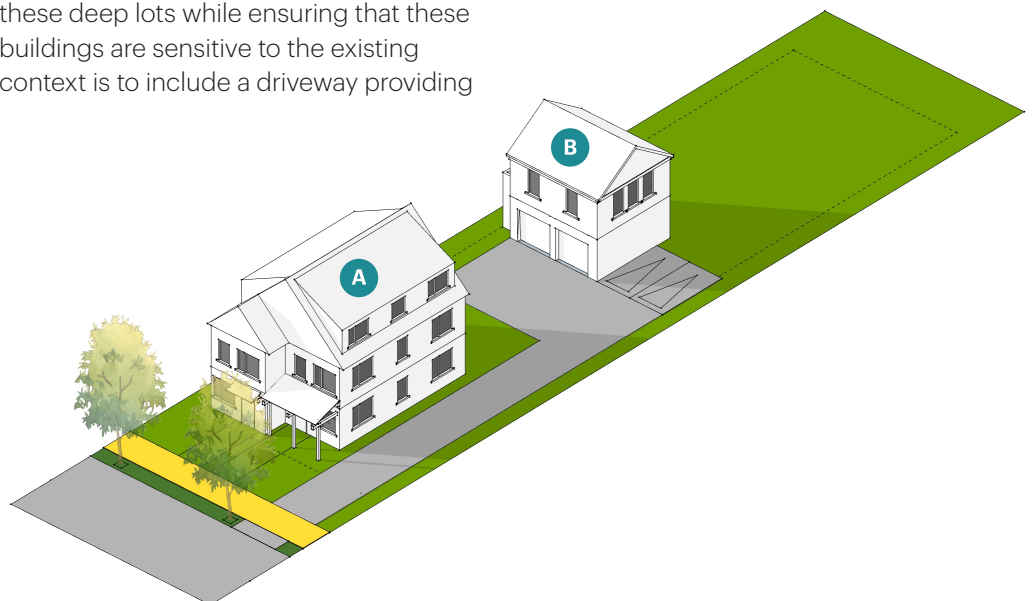 these deep lots while ensuring that these
buildings are sensitive to the existing
context is to include a driveway providing
B
A